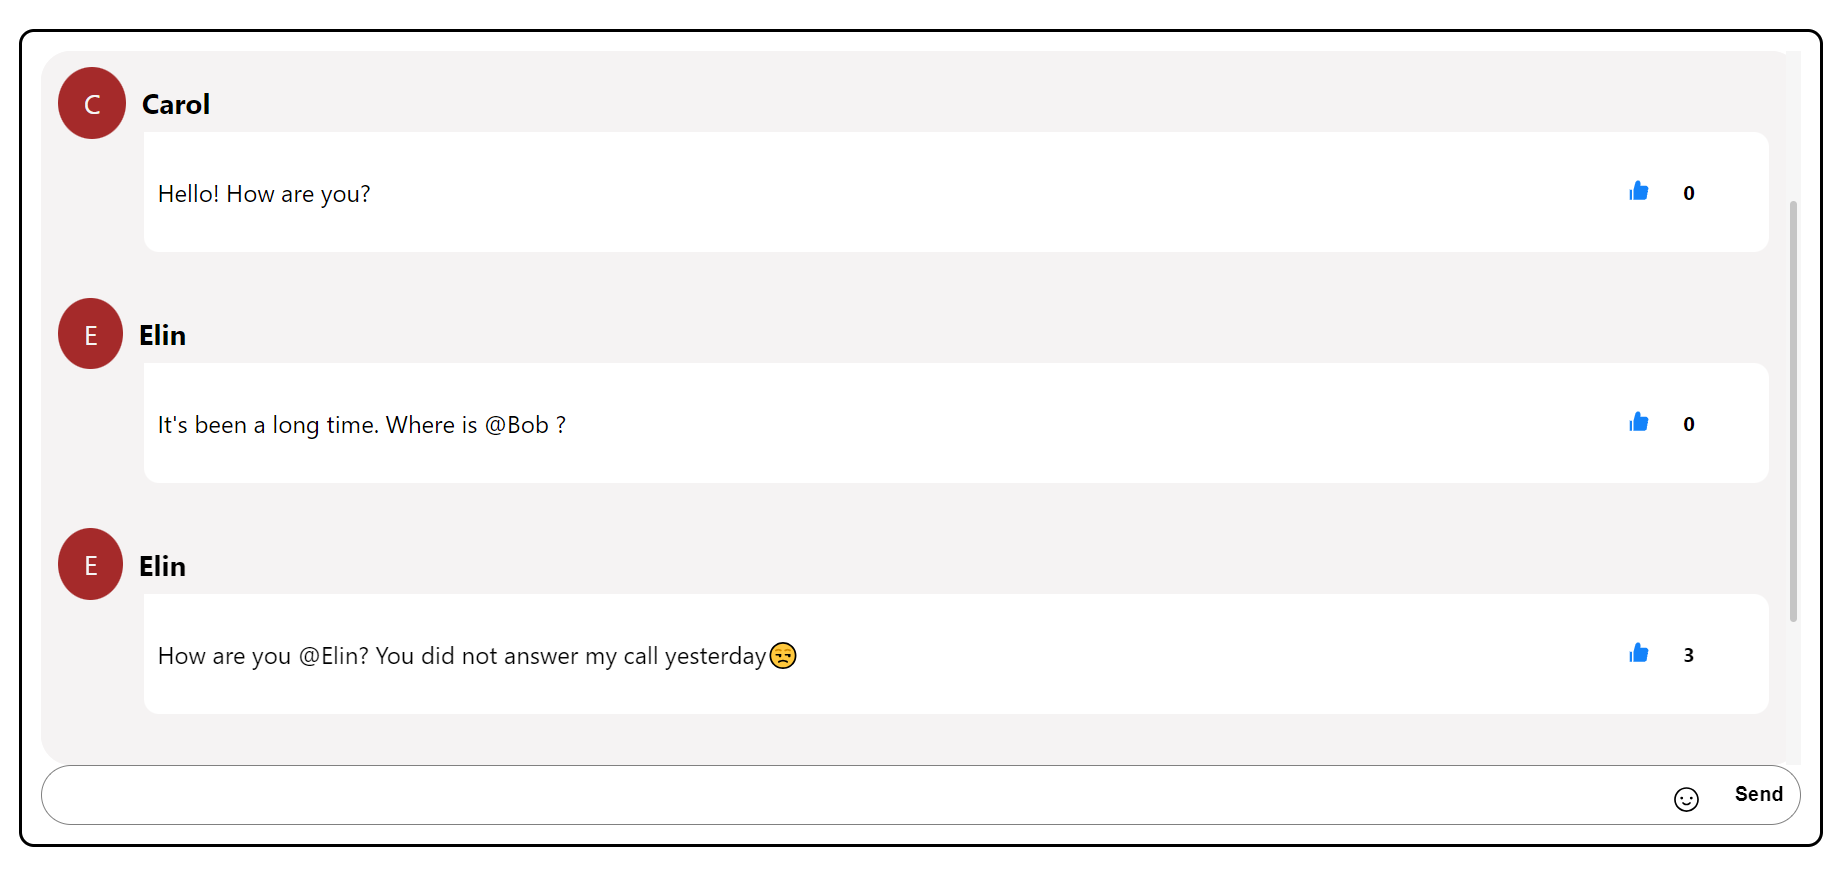 C Carol
Hello! How are you? 0
E Elin
It's been a long time. Where is @Bob ? 0
E Elin
How are you @Elin? You did not answer my call yesterday😒 3
Send